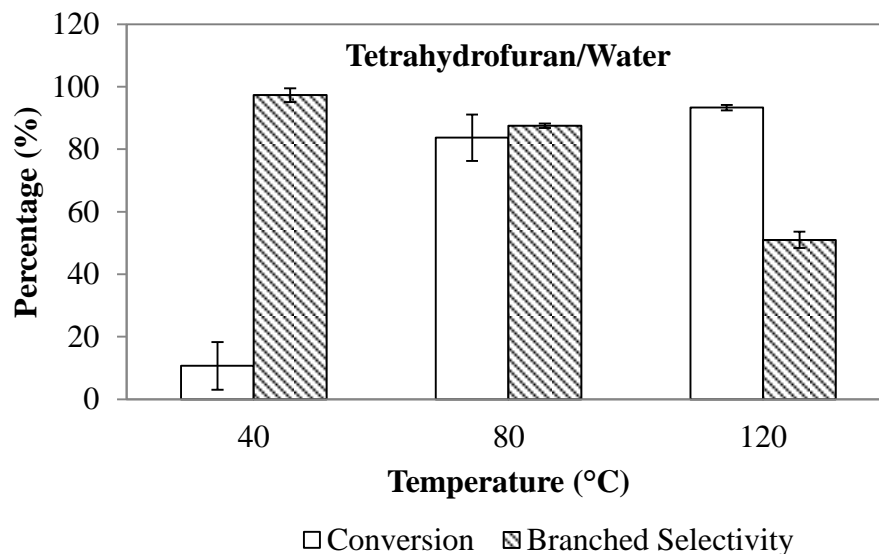 Tetrahydrofuran/Water
120
100
80
60
40
20
0
Percentage (%)
40 80 120
Temperature (°C)
Conversion Branched Selectivity